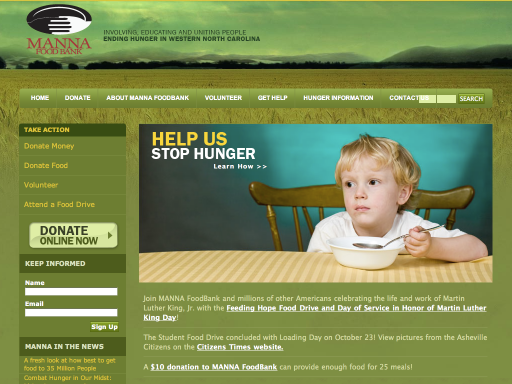 MANNA
FOOD BANK
INVOLVING, EDUCATING AND UNITING PEOPLE
ENDING HUNGER IN WESTERN NORTH CAROLINA
HOME DONATE ABOUT MANNA FOODBANK VOLUNTEER GET HELP HUNGER INFORMATION CONTACT US SEARCH
TAKE ACTION
Donate Money
Donate Food
Volunteer
Attend a Food Drive
DONATE
ONLINE NOW
KEEP INFORMED
Name
Email
Sign Up
MANNA IN THE NEWS
A fresh look at how best to get
food to 35 Million People
Combat Hunger in Our Midst:
HELP US
STOP HUNGER
Learn How >>
Join MANNA FoodBank and millions of other Americans celebrating the life and work of Martin
Luther King, Jr. with the Feeding Hope Food Drive and Day of Service in Honor of Martin Luther
King Day!
The Student Food Drive concluded with Loading Day on October 23! View pictures from the Asheville
Citizens on the Citizens Times website.
A $10 donation to MANNA FoodBank can provide enough food for 25 meals!